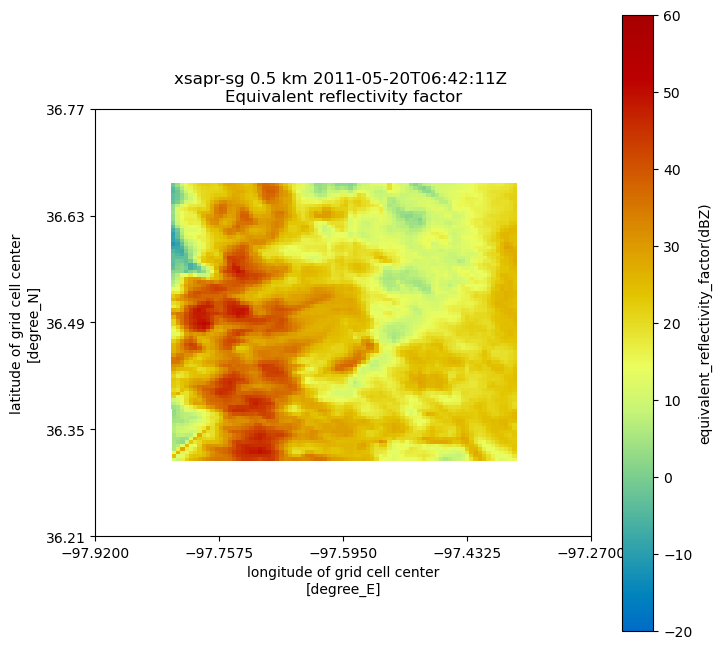 xsapr-sg 0.5 km 2011-05-20T06:42:11Z
Equivalent reflectivity factor
36.77
36.63
36.49
36.35
36.21
latitude of grid cell center
[degree_N]
−97.9200
−97.7575
−97.5950
−97.4325
−97.2700
longitude of grid cell center
[degree_E]
60
50
40
30
20
10
0
−10
−20
equivalent_reflectivity_factor(dBZ)